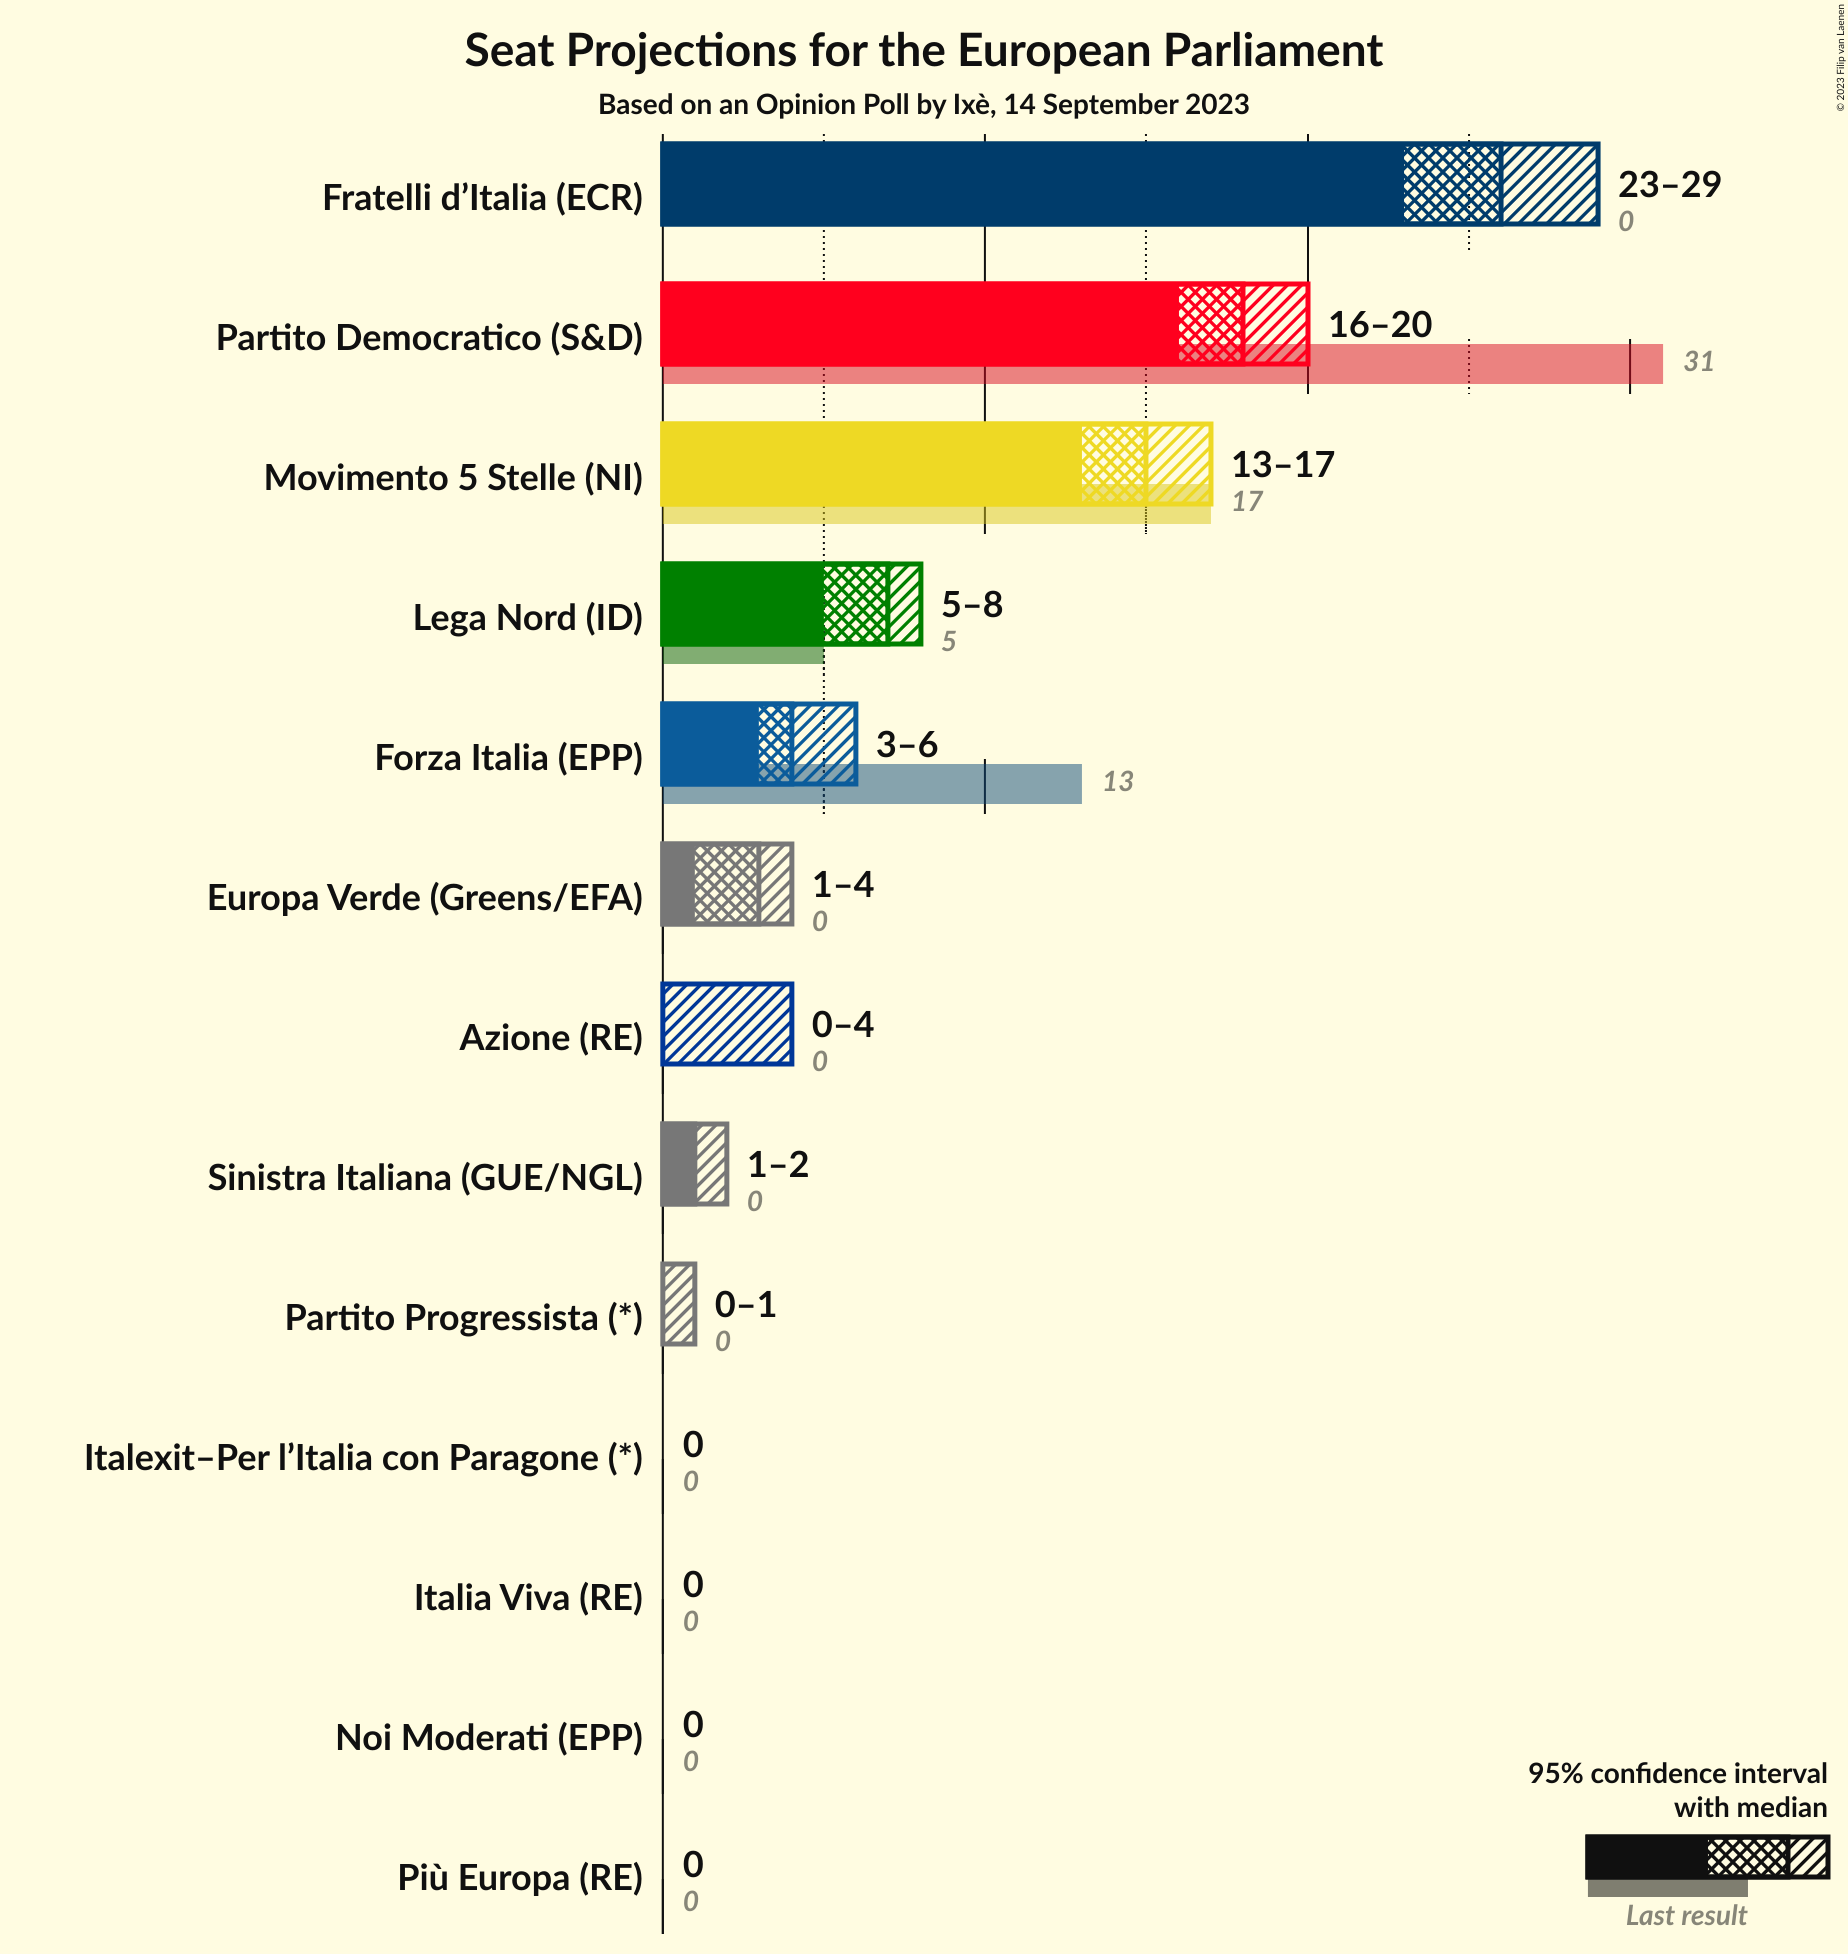 Seat Projections for the European Parliament
Based on an Opinion Poll by Ixè, 14 September 2023
© 2023 Filip van Laenen
Fratelli d’Italia (ECR)
23–29
0
Partito Democratico (S&D)
16–20
31
Movimento 5 Stelle (NI)
13–17
17
Lega Nord (ID)
5–8
5
Forza Italia (EPP)
3–6
13
Europa Verde (Greens/EFA)
1–4
0
Azione (RE)
0–4
0
Sinistra Italiana (GUE/NGL)
1–2
0
Partito Progressista (*)
0–1
0
Italexit–Per l’Italia con Paragone (*)
0
0
Italia Viva (RE)
0
0
Noi Moderati (EPP)
0
0
Più Europa (RE)
0
0
95% confidence interval
with median
Last result